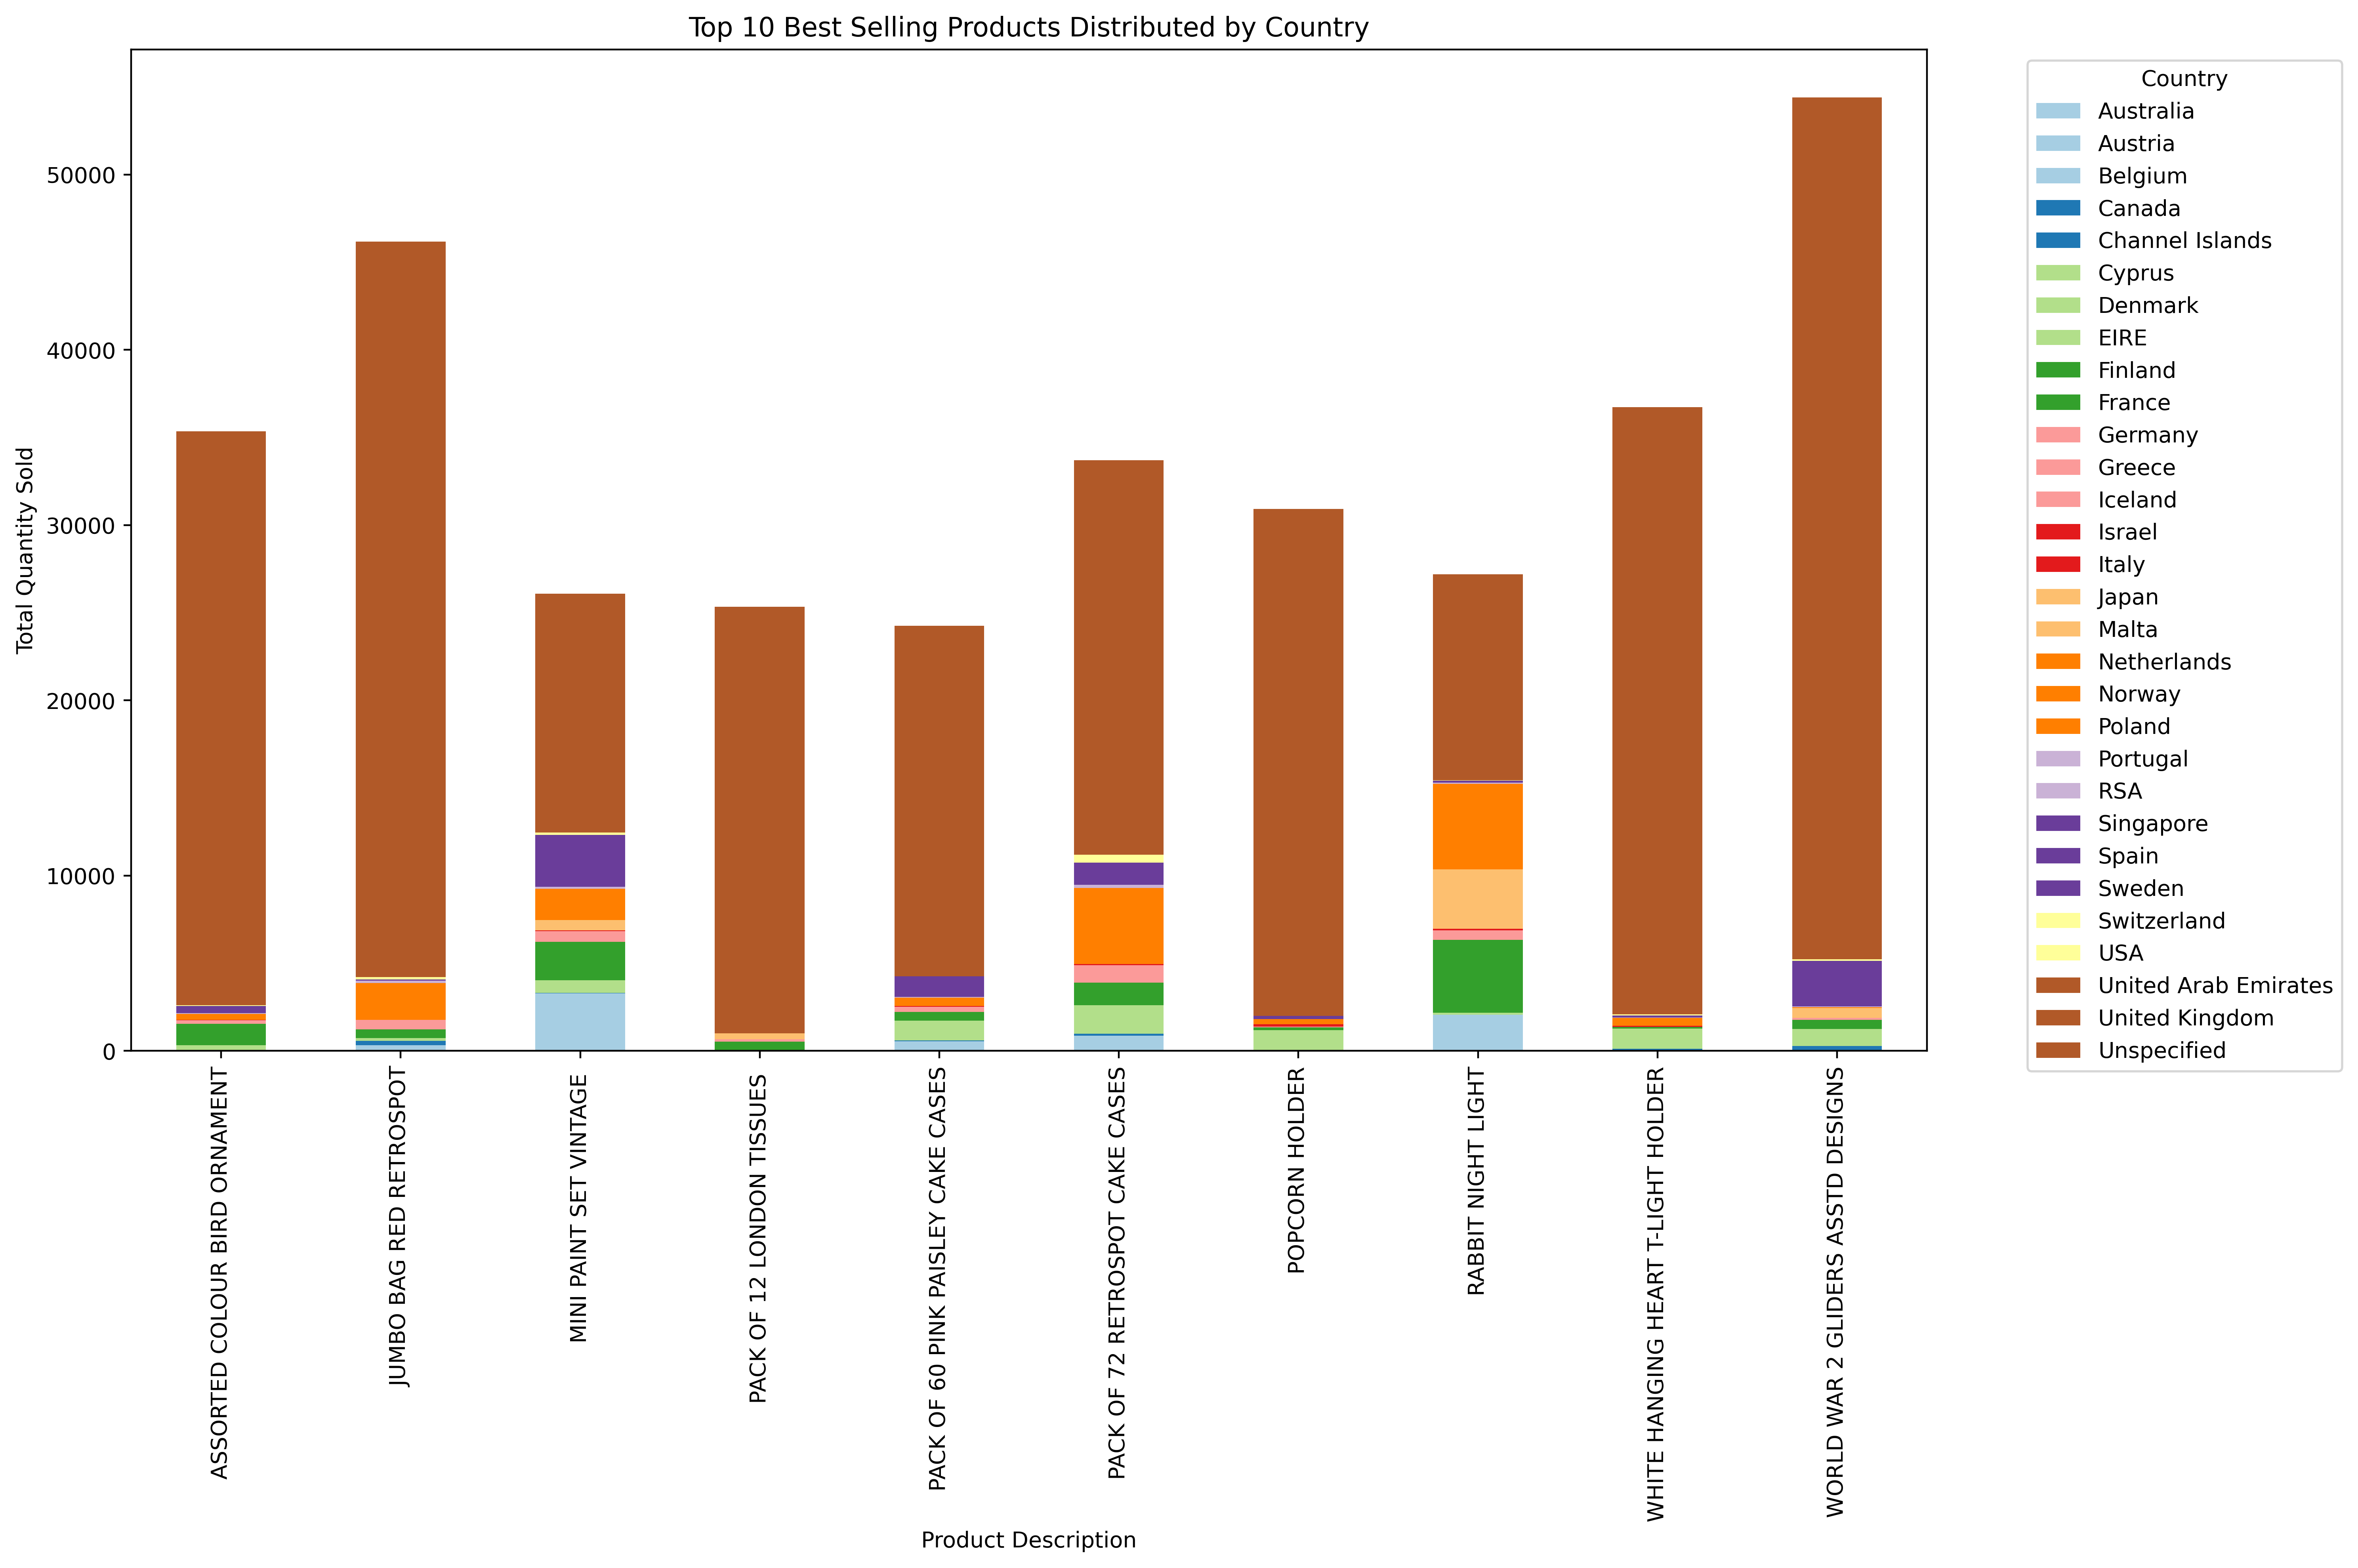 Top 10 Best Selling Products Distributed by Country
Total Quantity Sold
50000
40000
30000
20000
10000
0
ASSORTED COLOUR BIRD ORNAMENT
JUMBO BAG RED RETROSPOT
MINI PAINT SET VINTAGE
PACK OF 12 LONDON TISSUES
PACK OF 60 PINK PAISLEY CAKE CASES
PACK OF 72 RETROSPOT CAKE CASES
POPCORN HOLDER
RABBIT NIGHT LIGHT
WHITE HANGING HEART T-LIGHT HOLDER
WORLD WAR 2 GLIDERS ASSTD DESIGNS
Product Description
Country
Australia
Austria
Belgium
Canada
Channel Islands
Cyprus
Denmark
EIRE
Finland
France
Germany
Greece
Iceland
Israel
Italy
Japan
Malta
Netherlands
Norway
Poland
Portugal
RSA
Singapore
Spain
Sweden
Switzerland
USA
United Arab Emirates
United Kingdom
Unspecified